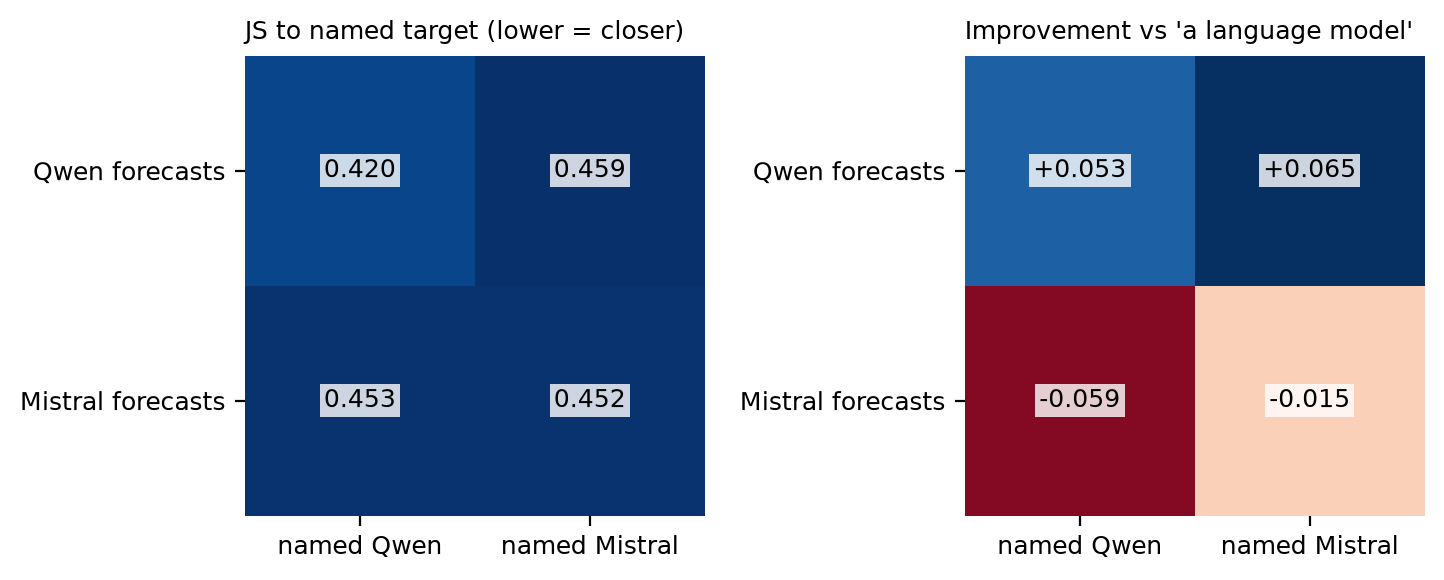 JS to named target (lower = closer)
Qwen forecasts
0.420
0.459
Mistral forecasts
0.453
0.452
named Qwen
named Mistral
Improvement vs 'a language model'
Qwen forecasts
+0.053
+0.065
Mistral forecasts
-0.059
-0.015
named Qwen
named Mistral